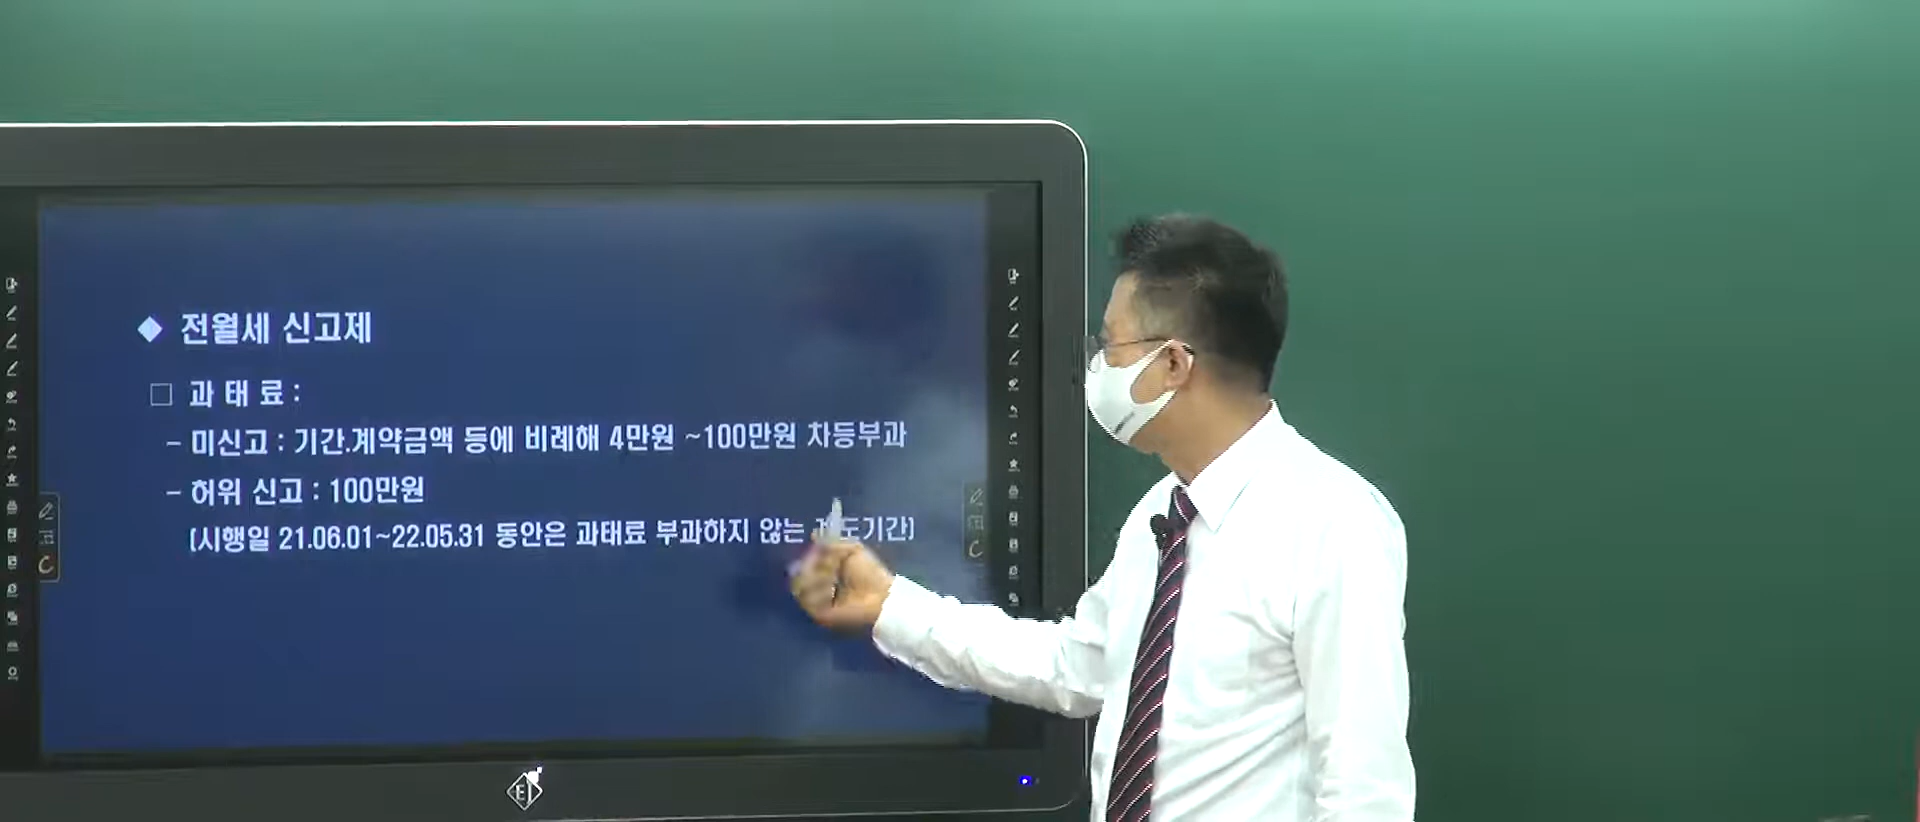 ◆ 전월세 신고제
□ 과 태 료 :
- 미신고 : 기간.계약금액 등에 비례해 4만원 ~100만원 차등부과
- 허위 신고 : 100만원
(시행일 21.06.01~22.05.31 동안은 과태료 부과하지 않는